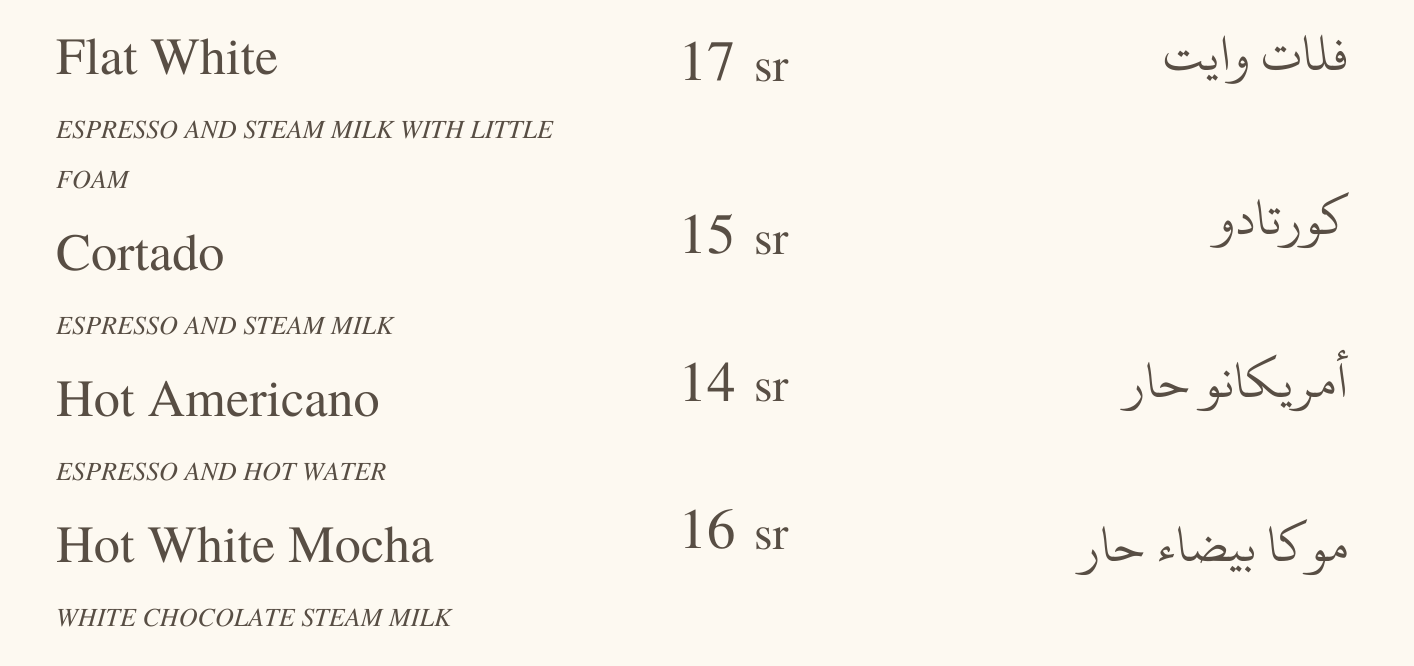 Flat White 17 sr فلات وايت
ESPRESSO AND STEAM MILK WITH LITTLE
FOAM
Cortado 15 sr كورتادو
ESPRESSO AND STEAM MILK
Hot Americano 14 sr أمريكانو حار
ESPRESSO AND HOT WATER
Hot White Mocha 16 sr موكا بيضاء حار
WHITE CHOCOLATE STEAM MILK